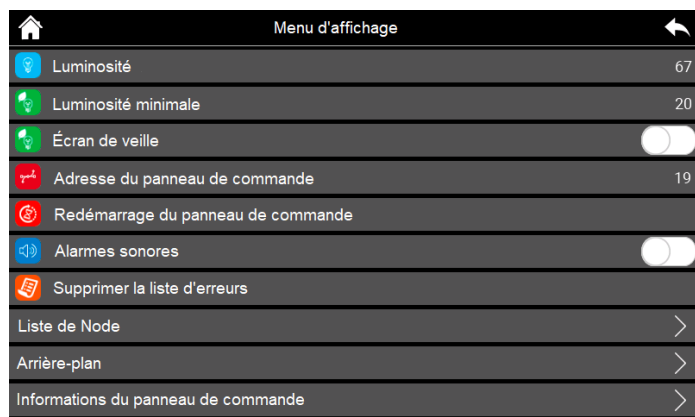 Menu d'affichage
Luminosité 67
Luminosité minimale 20
Écran de veille
Adresse du panneau de commande 19
Redémarrage du panneau de commande
Alarmes sonores
Supprimer la liste d'erreurs
Liste de Node
Arrière-plan
Informations du panneau de commande